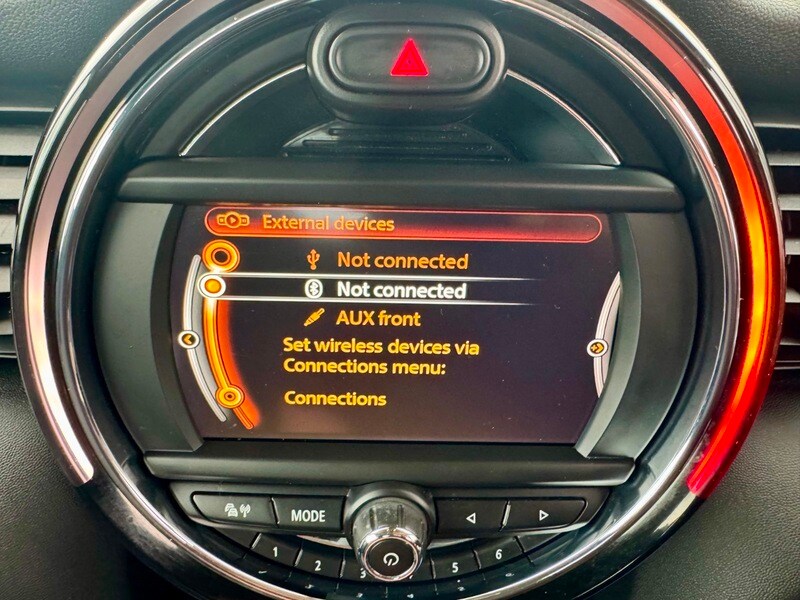 External devices
Not connected
Not connected
AUX front
Set wireless devices via
Connections menu:
Connections
MODE
1
2
3
5
6